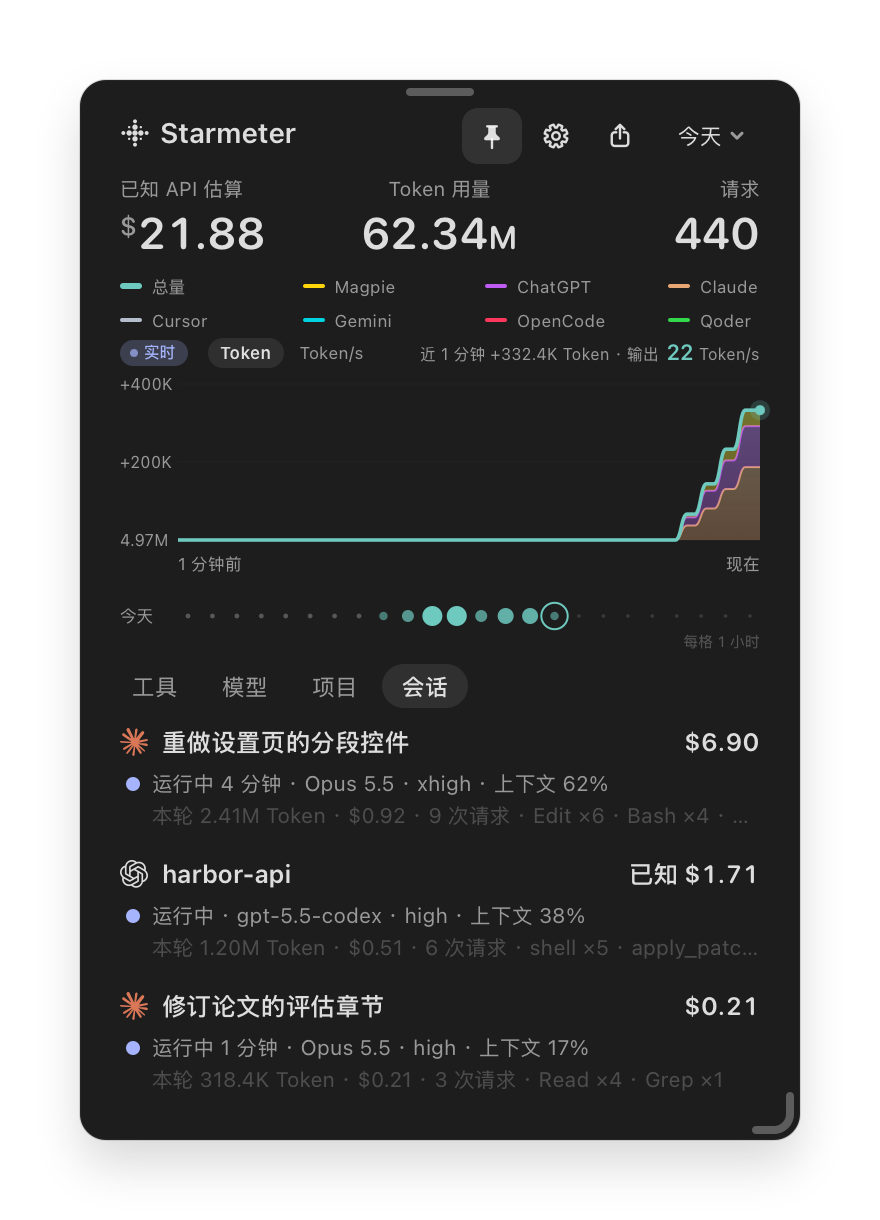 Starmeter 今天
已知 API 估算 Token 用量 请求
$21.88 62.34M 440
总量 Magpie ChatGPT Claude
Cursor Gemini OpenCode Qoder
实时 Token Token/s 近 1 分钟 +332.4K Token · 输出 22 Token/s
+400K
+200K
4.97M
1 分钟前 现在
今天
每格 1 小时
工具 模型 项目 会话
重做设置页的分段控件 $6.90
运行中 4 分钟 · Opus 5.5 · xhigh · 上下文 62%
本轮 2.41M Token · $0.92 · 9 次请求 · Edit ×6 · Bash ×4 · ...
harbor-api 已知 $1.71
运行中 · gpt-5.5-codex · high · 上下文 38%
本轮 1.20M Token · $0.51 · 6 次请求 · shell ×5 · apply_patc...
修订论文的评估章节 $0.21
运行中 1 分钟 · Opus 5.5 · high · 上下文 17%
本轮 318.4K Token · $0.21 · 3 次请求 · Read ×4 · Grep ×1